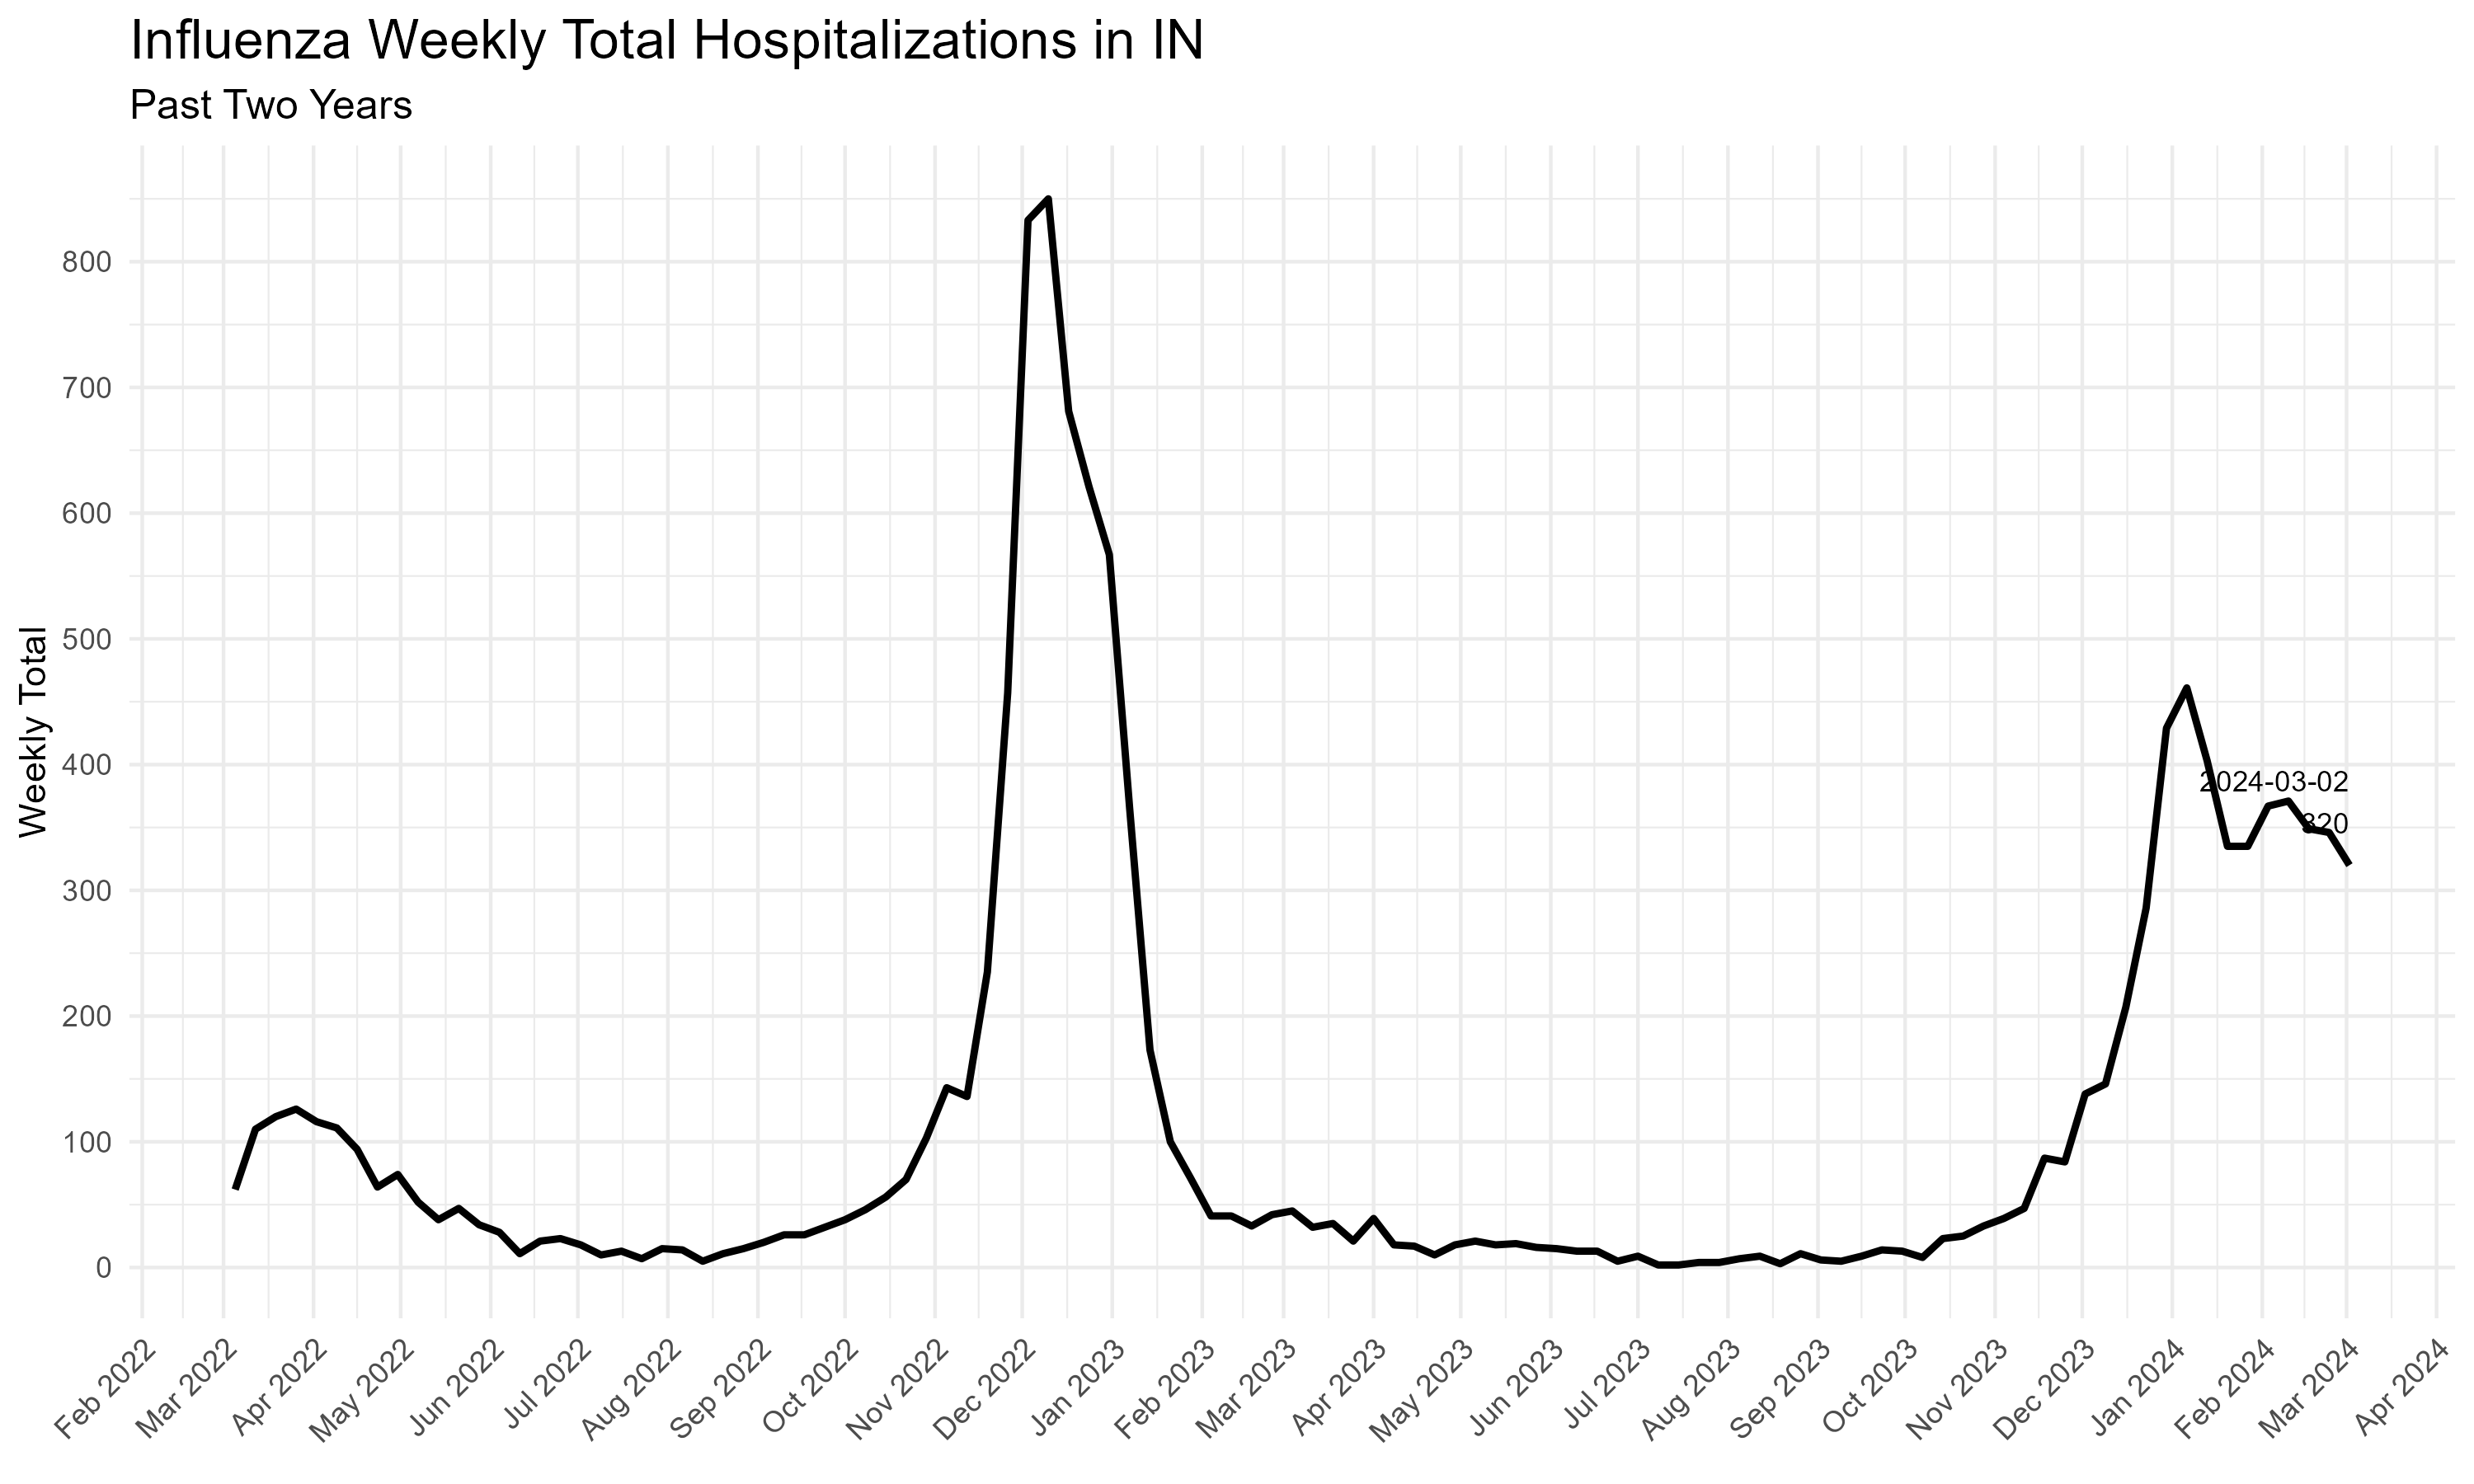 Influenza Weekly Total Hospitalizations in IN
Past Two Years
Weekly Total
800
700
600
500
400
300
200
100
0
2024-03-02
320
Feb 2022
Mar 2022
Apr 2022
May 2022
Jun 2022
Jul 2022
Aug 2022
Sep 2022
Oct 2022
Nov 2022
Dec 2022
Jan 2023
Feb 2023
Mar 2023
Apr 2023
May 2023
Jun 2023
Jul 2023
Aug 2023
Sep 2023
Oct 2023
Nov 2023
Dec 2023
Jan 2024
Feb 2024
Mar 2024
Apr 2024